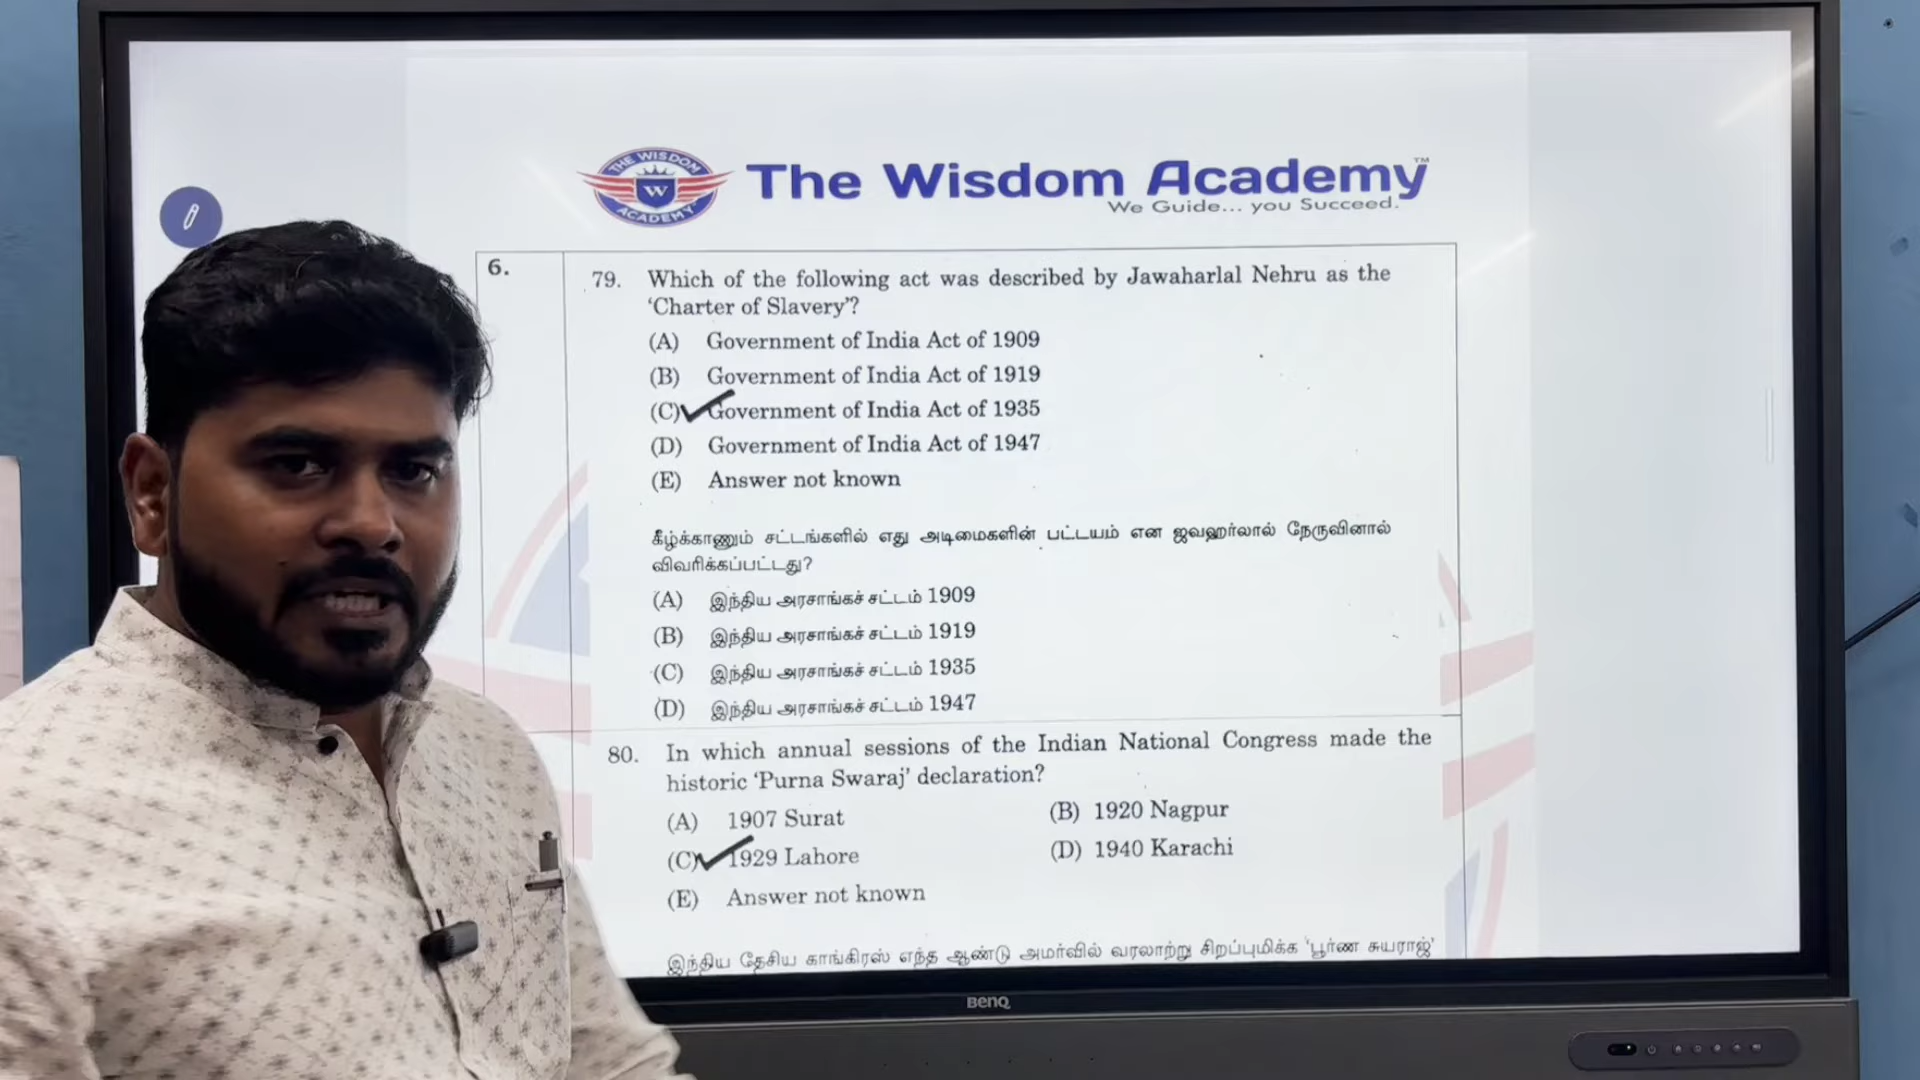 THE WISDOM
W
ACADEMY
The Wisdom Academy™
We Guide... you Succeed.
6.
79. Which of the following act was described by Jawaharlal Nehru as the
‘Charter of Slavery’?
(A) Government of India Act of 1909
(B) Government of India Act of 1919
(C) Government of India Act of 1935
(D) Government of India Act of 1947
(E) Answer not known
கீழ்க்காணும் சட்டங்களில் எது அடிமைகளின் பட்டயம் என ஜவஹர்லால் நேருவினால்
விவரிக்கப்பட்டது?
(A) இந்திய அரசாங்கச் சட்டம் 1909
(B) இந்திய அரசாங்கச் சட்டம் 1919
(C) இந்திய அரசாங்கச் சட்டம் 1935
(D) இந்திய அரசாங்கச் சட்டம் 1947
80. In which annual sessions of the Indian National Congress made the
historic ‘Purna Swaraj’ declaration?
(A) 1907 Surat (B) 1920 Nagpur
(C) 1929 Lahore (D) 1940 Karachi
(E) Answer not known
இந்திய தேசிய காங்கிரஸ் எந்த ஆண்டு அமர்வில் வரலாற்று சிறப்புமிக்க ‘பூர்ண சுயராஜ்’
BenQ